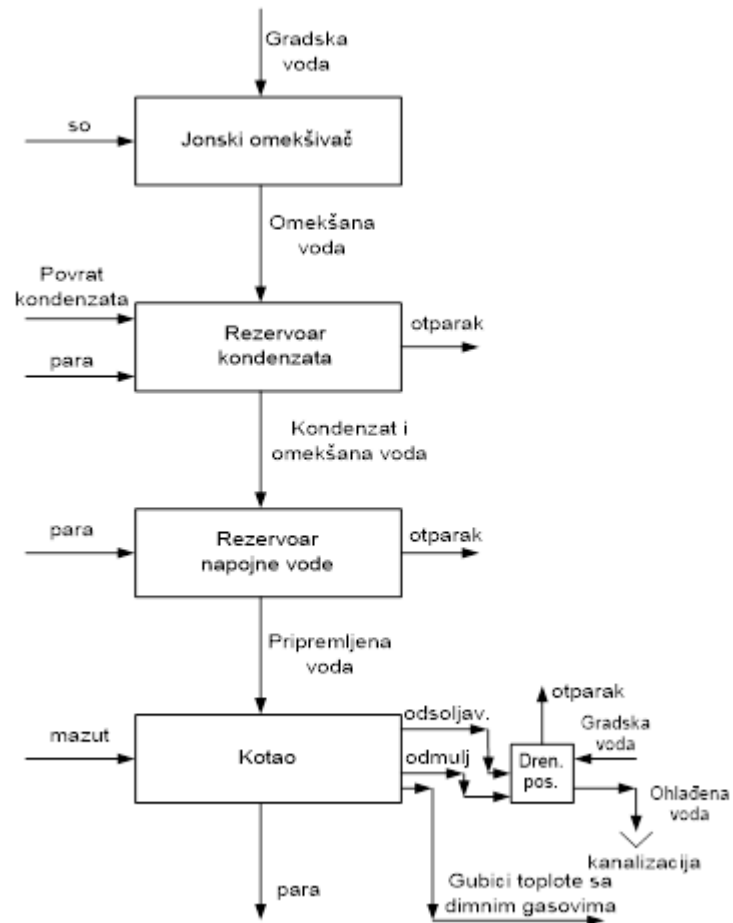 Gradska
voda
so
Jonski omekšivač
Omekšana
voda
Povrat
kondenzata
para
Rezervoar
kondenzata
otparak
Kondenzat i
omekšana voda
para
Rezervoar
napojne vode
otparak
Pripremljena
voda
mazut
Kotao
odsoljav.
odmulj
otparak
Gradska
voda
Dren.
pos.
Ohlađena
voda
kanalizacija
para
Gubici toplote sa
dimnim gasovima